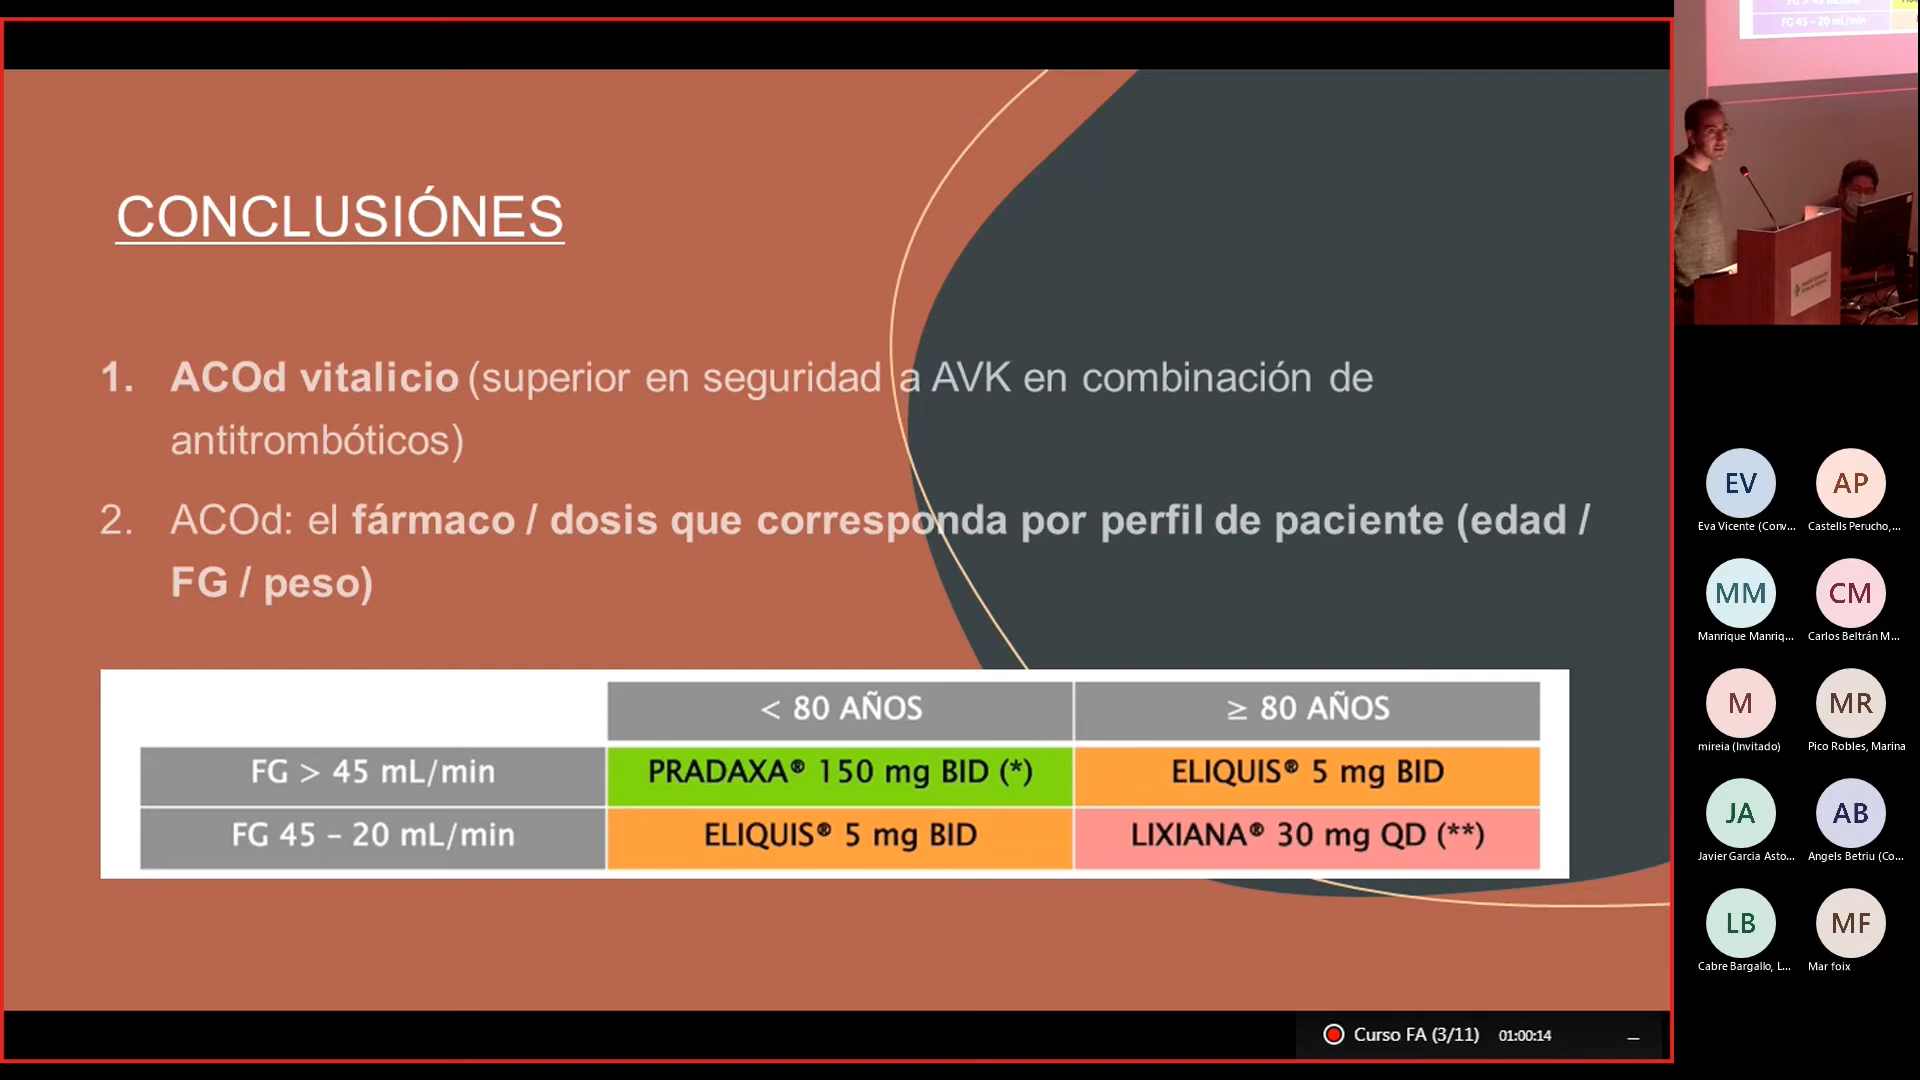 CONCLUSIÓNES
1. ACOd vitalicio (superior en seguridad a AVK en combinación de
antitrombóticos)
2. ACOd: el fármaco / dosis que corresponda por perfil de paciente (edad /
FG / peso)
< 80 AÑOS ≥ 80 AÑOS
FG > 45 mL/min PRADAXA® 150 mg BID (*) ELIQUIS® 5 mg BID
FG 45 – 20 mL/min ELIQUIS® 5 mg BID LIXIANA® 30 mg QD (**)
Curso FA (3/11) 01:00:14
FG 45 – 20 mL/min
EV AP
Eva Vicente (Conv... Castells Perucho,...
MM CM
Manrique Manriq... Carlos Beltrán M...
M MR
mireia (Invitado) Pico Robles, Marina
JA AB
Javier Garcia Asto... Angels Betriu (Co...
LB MF
Cabre Bargallo, L... Mar foix